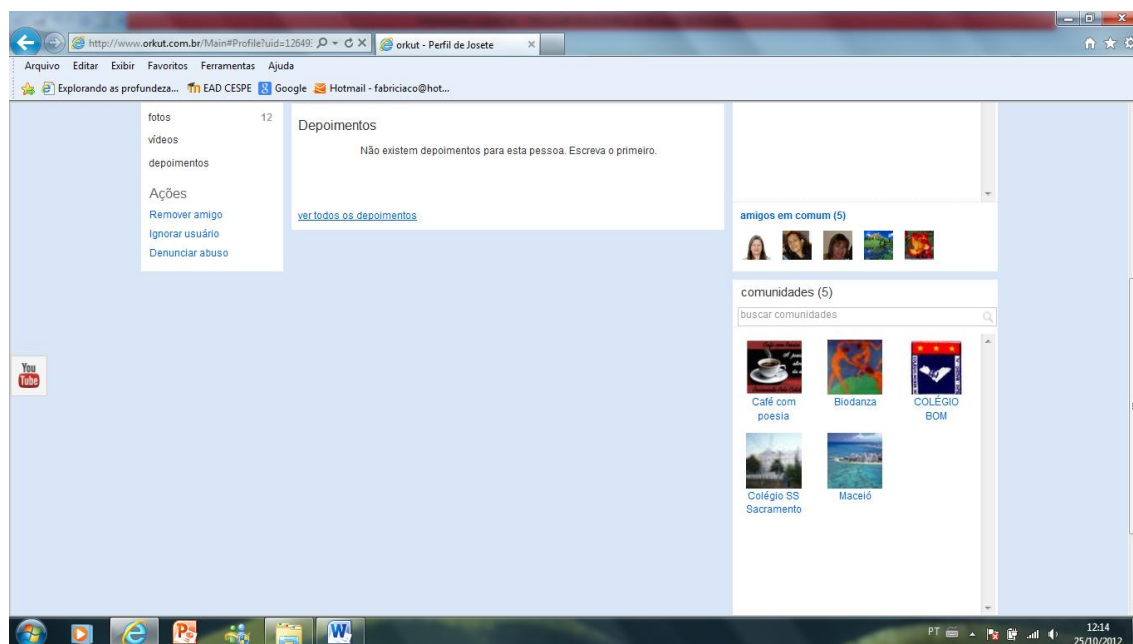 http://www.orkut.com.br/Main#Profile?uid=12649:
orkut - Perfil de Josete
Arquivo Editar Exibir Favoritos Ferramentas Ajuda
Explorando as profundeza... EAD CESPE Google Hotmail - fabriciaco@hot...
fotos 12
vídeos
depoimentos
Ações
Remover amigo
Ignorar usuário
Denunciar abuso
Depoimentos
Não existem depoimentos para esta pessoa. Escreva o primeiro.
ver todos os depoimentos
amigos em comum (5)
comunidades (5)
buscar comunidades
Café com
poesia
Biodanza
COLÉGIO
BOM
Colégio SS
Sacramento
Maceió
You
Tube
PT
12:14
25/10/2012